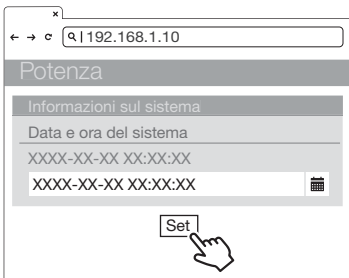 192.168.1.10
Potenza
Informazioni sul sistema
Data e ora del sistema
XXXX-XX-XX XX:XX:XX
XXXX-XX-XX XX:XX:XX
Set